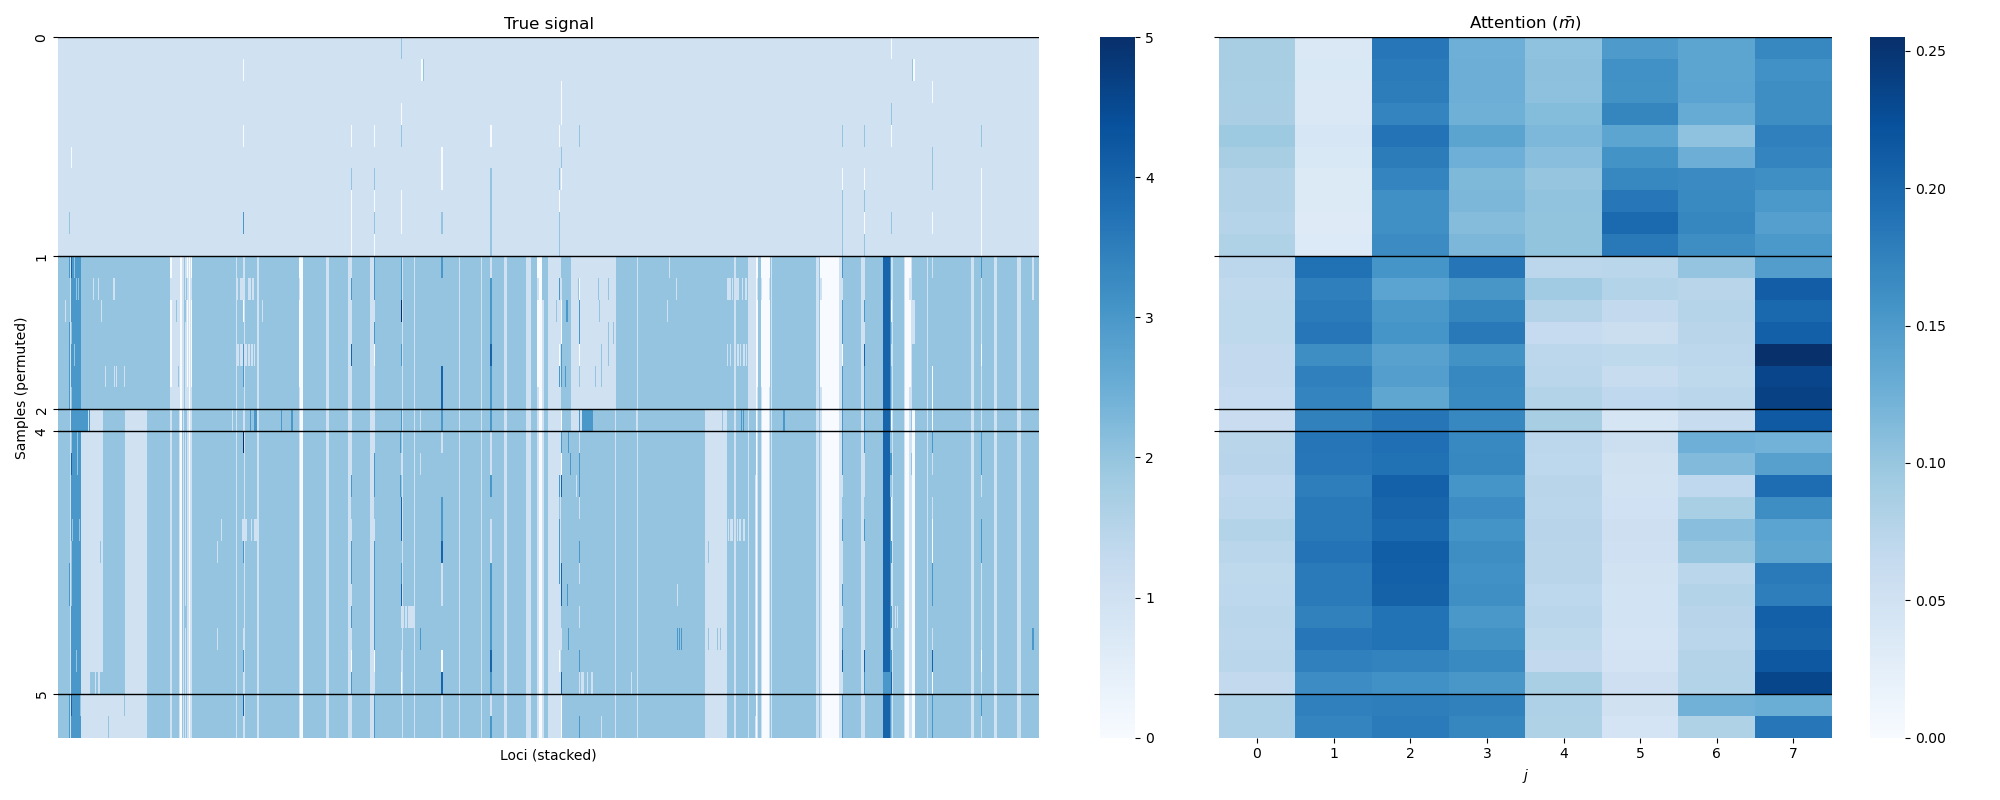 True signal
Attention (m̄)
Samples (permuted)
0
1
2
4
5
Loci (stacked)
5
4
3
2
1
0
0 1 2 3 4 5 6 7
j
0.25
0.20
0.15
0.10
0.05
0.00